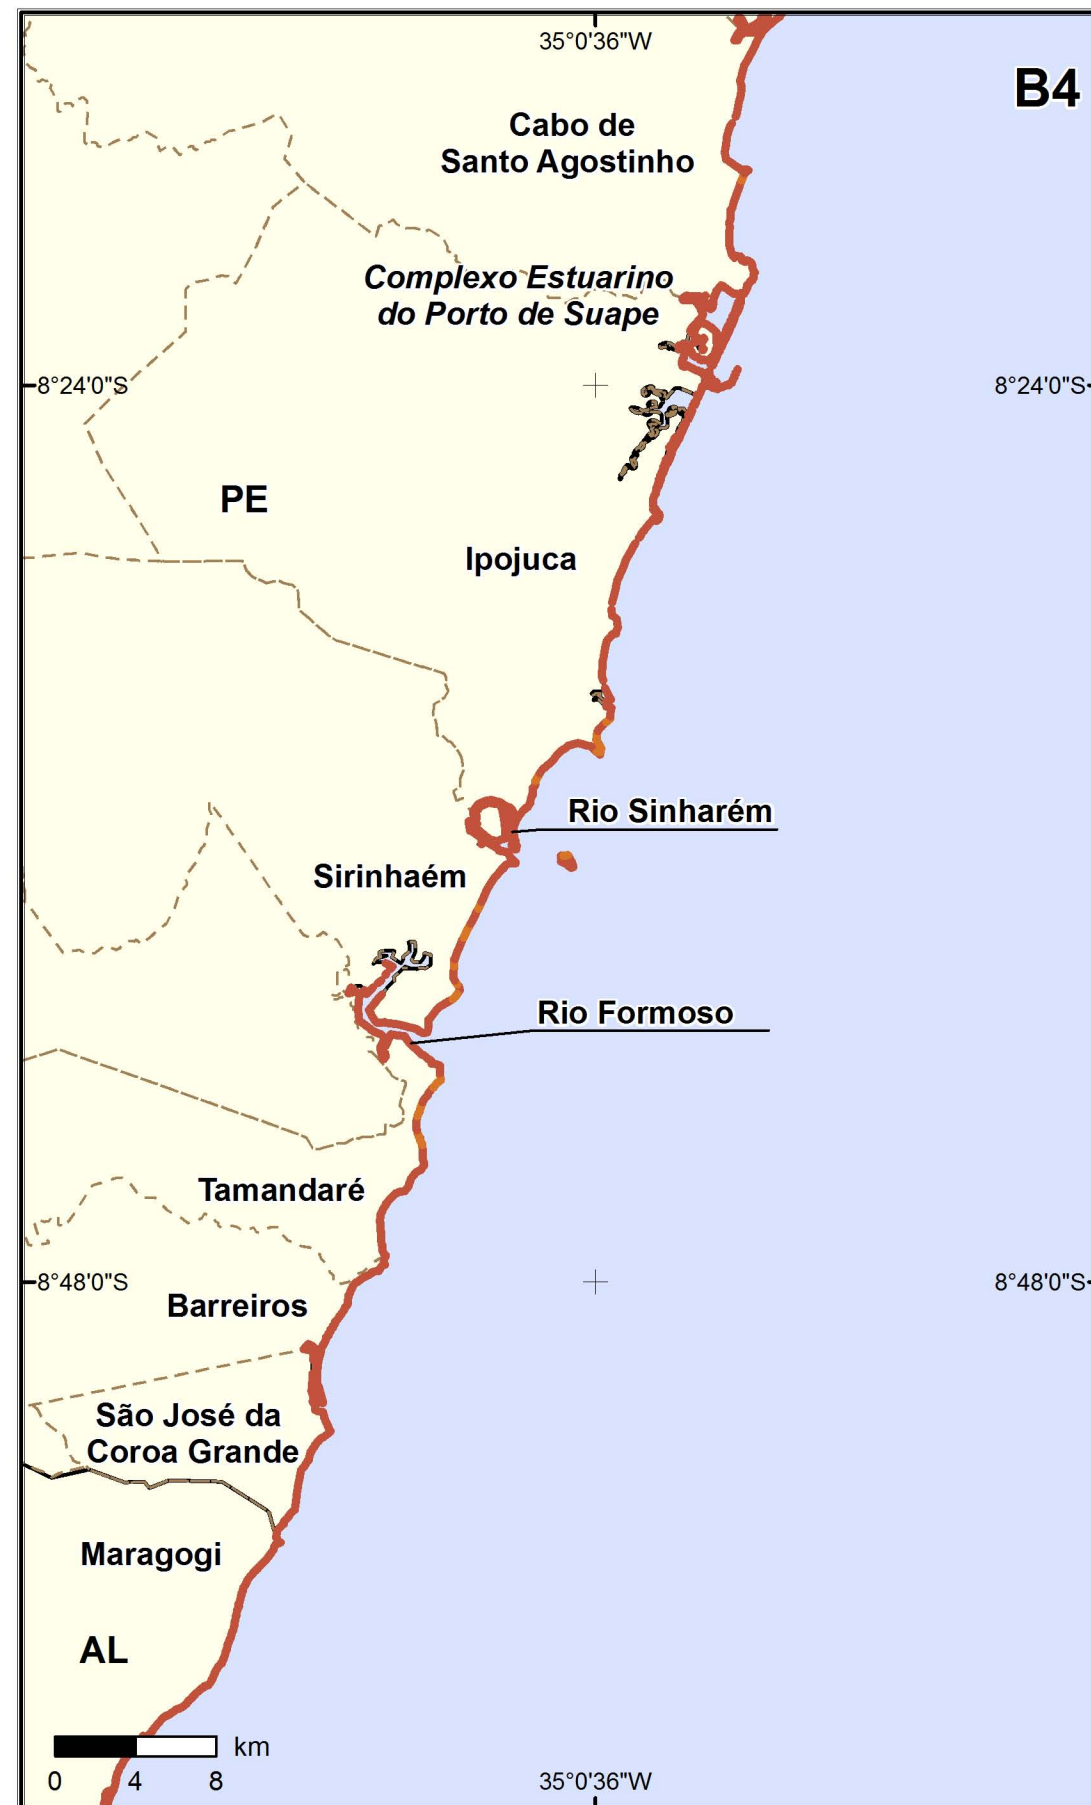 35°0'36"W
B4
Cabo de
Santo Agostinho
Complexo Estuarino
do Porto de Suape
8°24'0"S
8°24'0"S
PE
Ipojuca
Rio Sinharém
Sirinhaém
Rio Formoso
Tamandaré
8°48'0"S
8°48'0"S
Barreiros
São José da
Coroa Grande
Maragogi
AL
km
0 4 8
35°0'36"W